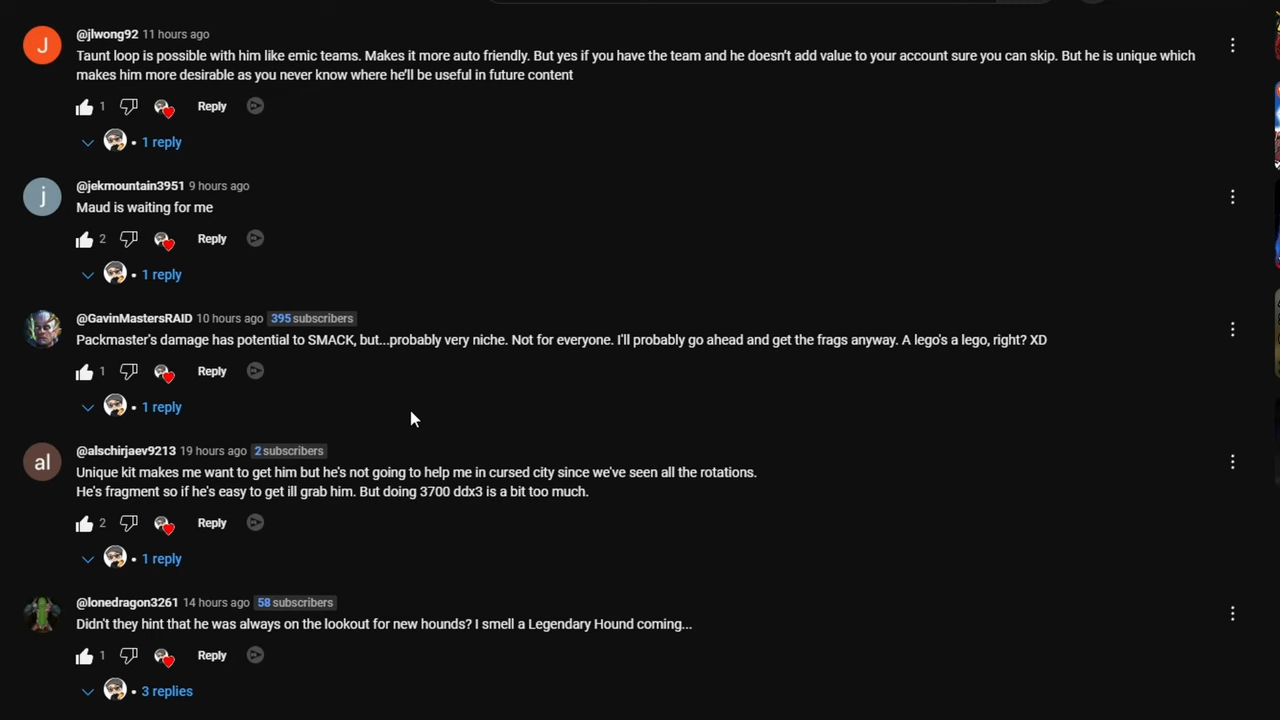 J
@jlwong92 11 hours ago
Taunt loop is possible with him like emic teams. Makes it more auto friendly. But yes if you have the team and he doesn't add value to your account sure you can skip. But he is unique which
makes him more desirable as you never know where he'll be useful in future content
1 Reply
1 reply
j
@jekmountain3951 9 hours ago
Maud is waiting for me
2 Reply
1 reply
@GavinMastersRAID 10 hours ago 395 subscribers
Packmaster's damage has potential to SMACK, but...probably very niche. Not for everyone. I'll probably go ahead and get the frags anyway. A lego's a lego, right? XD
1 Reply
1 reply
al
@alschirjaev9213 19 hours ago 2 subscribers
Unique kit makes me want to get him but he's not going to help me in cursed city since we've seen all the rotations.
He's fragment so if he's easy to get ill grab him. But doing 3700 ddx3 is a bit too much.
2 Reply
1 reply
@lonedragon3261 14 hours ago 58 subscribers
Didn't they hint that he was always on the lookout for new hounds? I smell a Legendary Hound coming...
1 Reply
3 replies